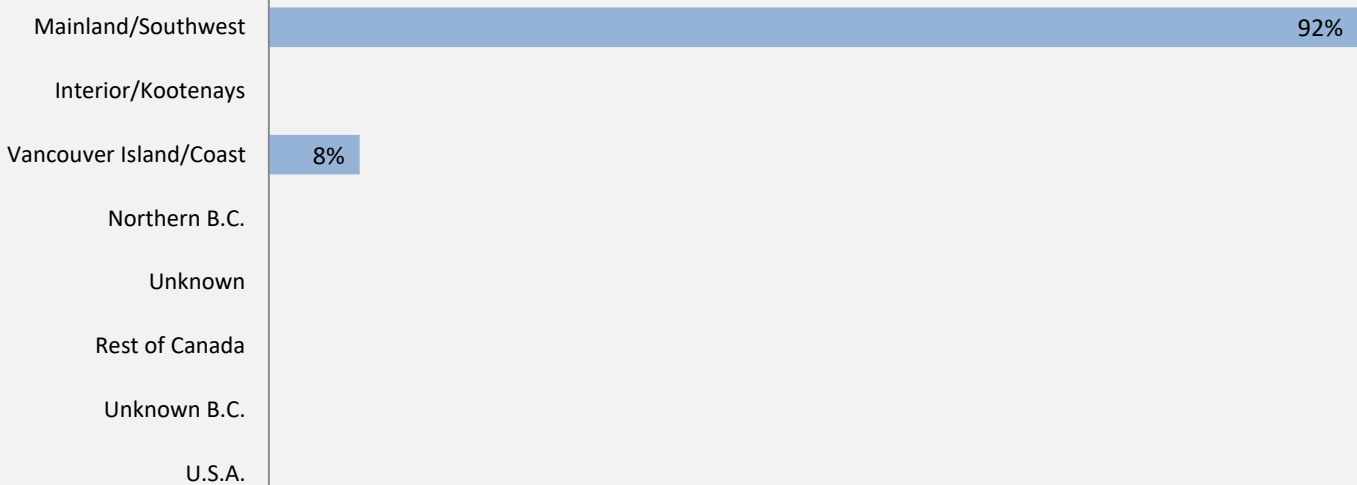 Mainland/Southwest 92%
Interior/Kootenays
Vancouver Island/Coast 8%
Northern B.C.
Unknown
Rest of Canada
Unknown B.C.
U.S.A.